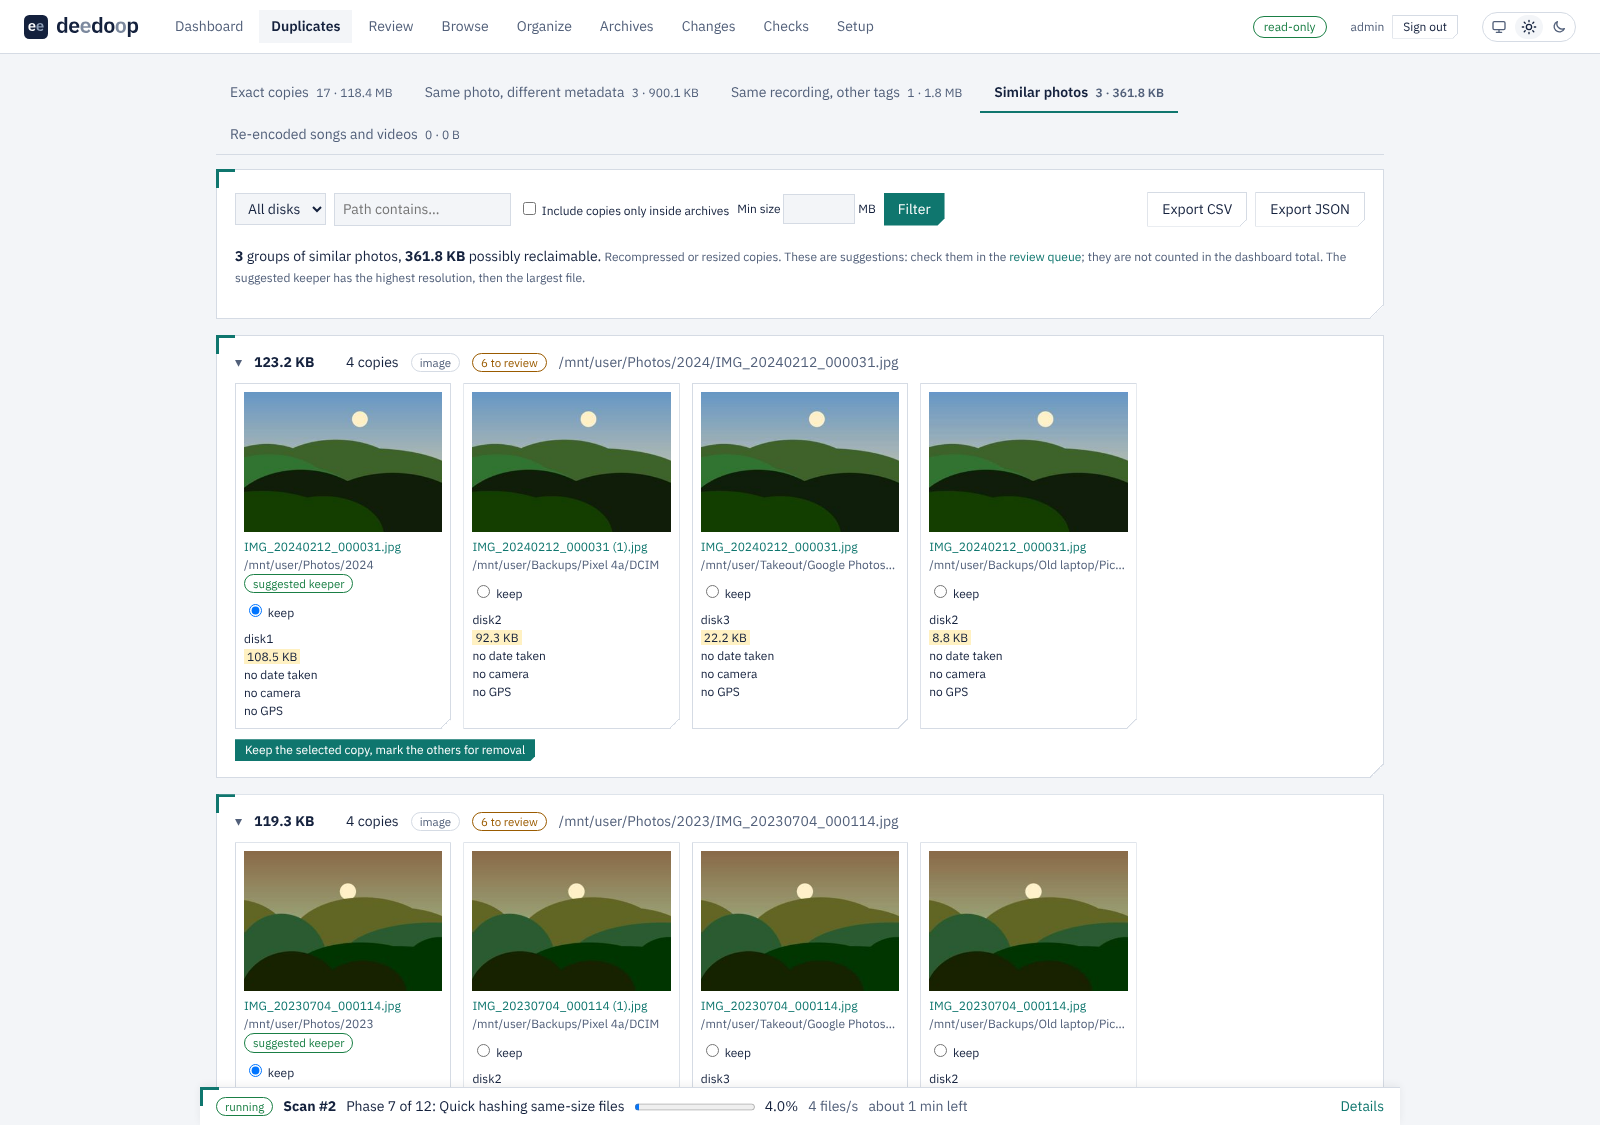 ee deedoop Dashboard Duplicates Review Browse Organize Archives Changes Checks Setup read-only admin Sign out
Exact copies 17 · 118.4 MB Same photo, different metadata 3 · 900.1 KB Same recording, other tags 1 · 1.8 MB Similar photos 3 · 361.8 KB
Re-encoded songs and videos 0 · 0 B
All disks Path contains... Include copies only inside archives Min size MB Filter Export CSV Export JSON
3 groups of similar photos, 361.8 KB possibly reclaimable. Recompressed or resized copies. These are suggestions: check them in the review queue; they are not counted in the dashboard total. The
suggested keeper has the highest resolution, then the largest file.
123.2 KB 4 copies image 6 to review /mnt/user/Photos/2024/IMG_20240212_000031.jpg
IMG_20240212_000031.jpg IMG_20240212_000031 (1).jpg IMG_20240212_000031.jpg IMG_20240212_000031.jpg
/mnt/user/Photos/2024 /mnt/user/Backups/Pixel 4a/DCIM /mnt/user/Takeout/Google Photos... /mnt/user/Backups/Old laptop/Pic...
suggested keeper keep keep keep
keep disk2 disk3 disk2
disk1 92.3 KB 22.2 KB 8.8 KB
108.5 KB no date taken no date taken no date taken
no date taken no camera no camera no camera
no camera no GPS no GPS no GPS
no GPS
Keep the selected copy, mark the others for removal
119.3 KB 4 copies image 6 to review /mnt/user/Photos/2023/IMG_20230704_000114.jpg
IMG_20230704_000114.jpg IMG_20230704_000114 (1).jpg IMG_20230704_000114.jpg IMG_20230704_000114.jpg
/mnt/user/Photos/2023 /mnt/user/Backups/Pixel 4a/DCIM /mnt/user/Takeout/Google Photos... /mnt/user/Backups/Old laptop/Pic...
suggested keeper keep keep keep
keep disk2 disk3 disk2
running Scan #2 Phase 7 of 12: Quick hashing same-size files 4.0% 4 files/s about 1 min left Details